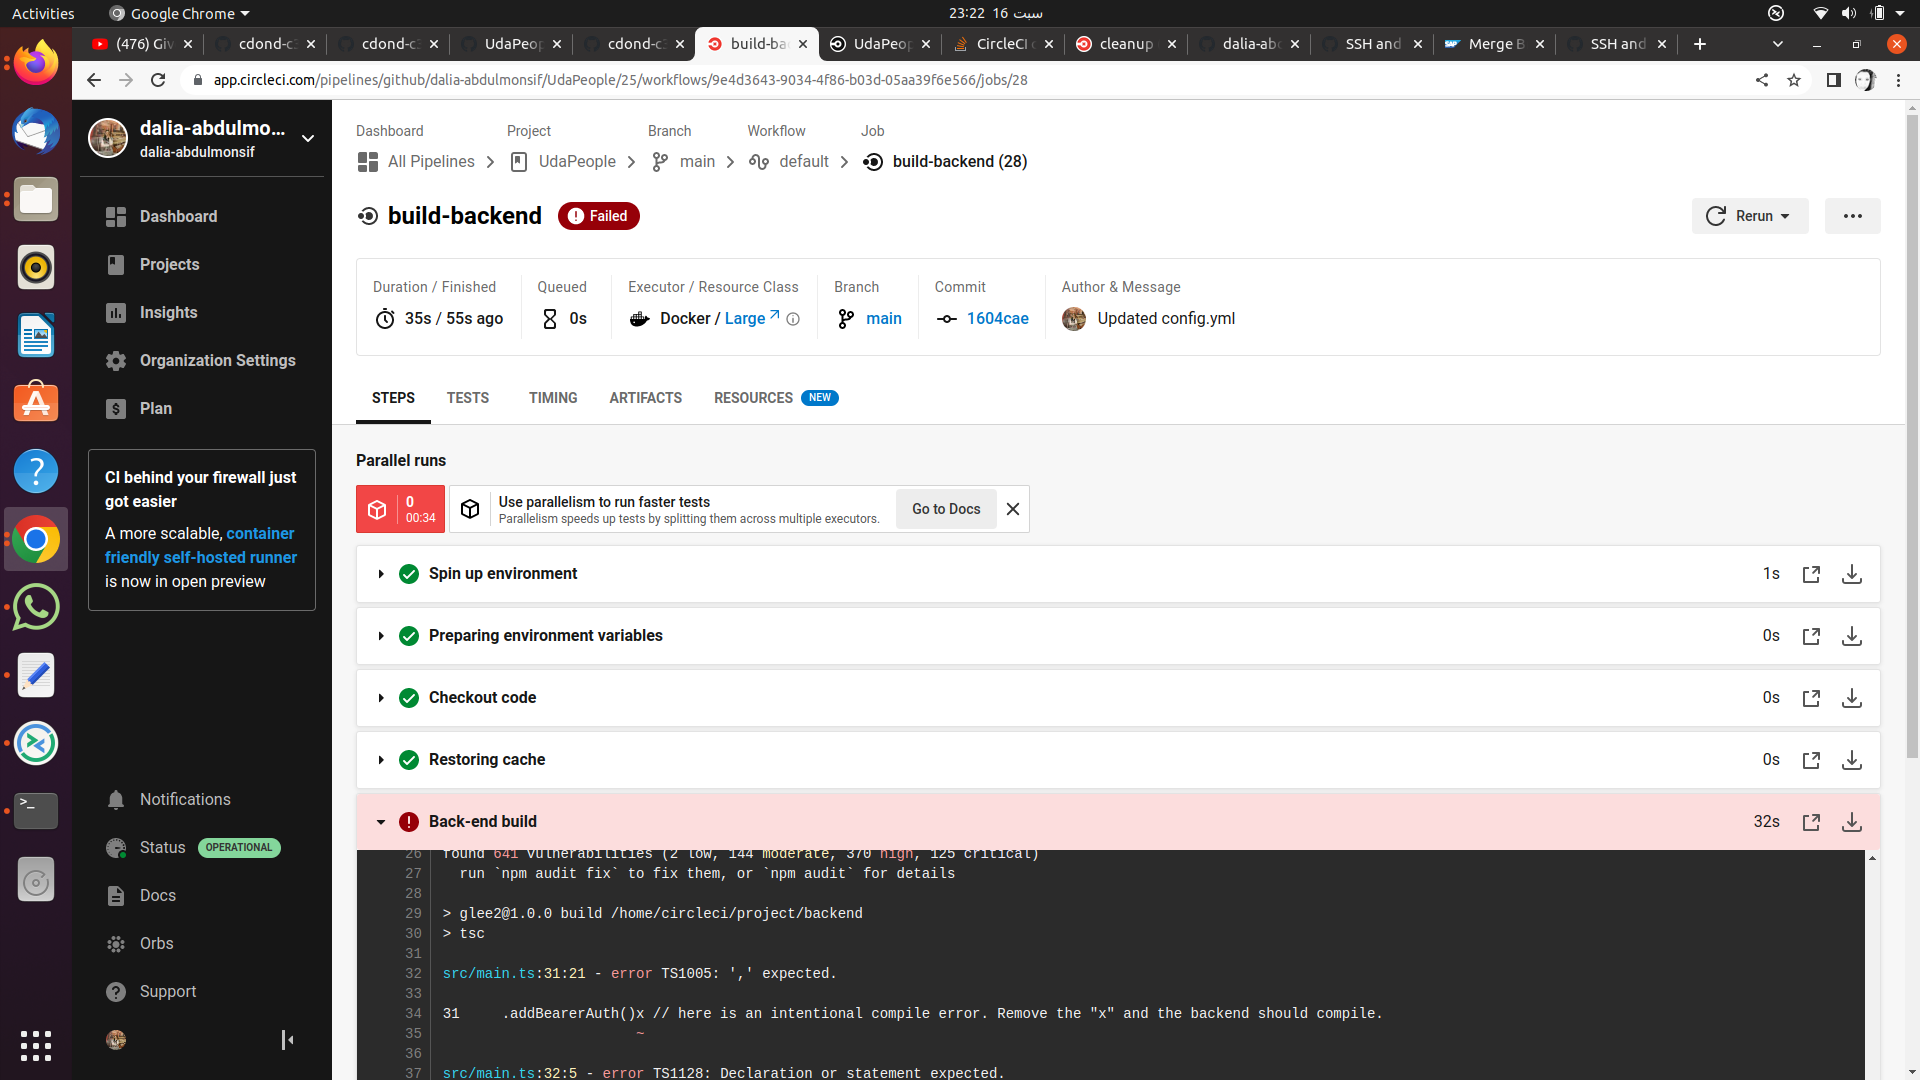 Activities
Google Chrome
23:22 16 سبت
(476) Giv
cdond-c3
cdond-c3
UdaPeop
cdond-c3
build-ba
UdaPeop
CircleCI
cleanup
dalia-abd
SSH and
Merge B
SSH and
app.circleci.com/pipelines/github/dalia-abdulmonsif/UdaPeople/25/workflows/9e4d3643-9034-4f86-b03d-05aa39f6e566/jobs/28
dalia-abdulmo...
dalia-abdulmonsif
Dashboard
Projects
Insights
Organization Settings
Plan
CI behind your firewall just
got easier
A more scalable, container
friendly self-hosted runner
is now in open preview
Notifications
Status OPERATIONAL
Docs
Orbs
Support
Dashboard Project Branch Workflow Job
All Pipelines UdaPeople main default build-backend (28)
build-backend Failed
Rerun
Duration / Finished
35s / 55s ago
Queued
0s
Executor / Resource Class
Docker / Large
Branch
main
Commit
1604cae
Author & Message
Updated config.yml
STEPS TESTS TIMING ARTIFACTS RESOURCES NEW
Parallel runs
0
00:34
Use parallelism to run faster tests
Parallelism speeds up tests by splitting them across multiple executors.
Go to Docs
Spin up environment 1s
Preparing environment variables 0s
Checkout code 0s
Restoring cache 0s
Back-end build 32s
26 found 641 vulnerabilities (2 low, 144 moderate, 370 high, 125 critical)
27 run `npm audit fix` to fix them, or `npm audit` for details
28
29 > glee2@1.0.0 build /home/circleci/project/backend
30 > tsc
31
32 src/main.ts:31:21 - error TS1005: ',' expected.
33
34 31 .addBearerAuth()x // here is an intentional compile error. Remove the "x" and the backend should compile.
35 ~
36
37 src/main.ts:32:5 - error TS1128: Declaration or statement expected.